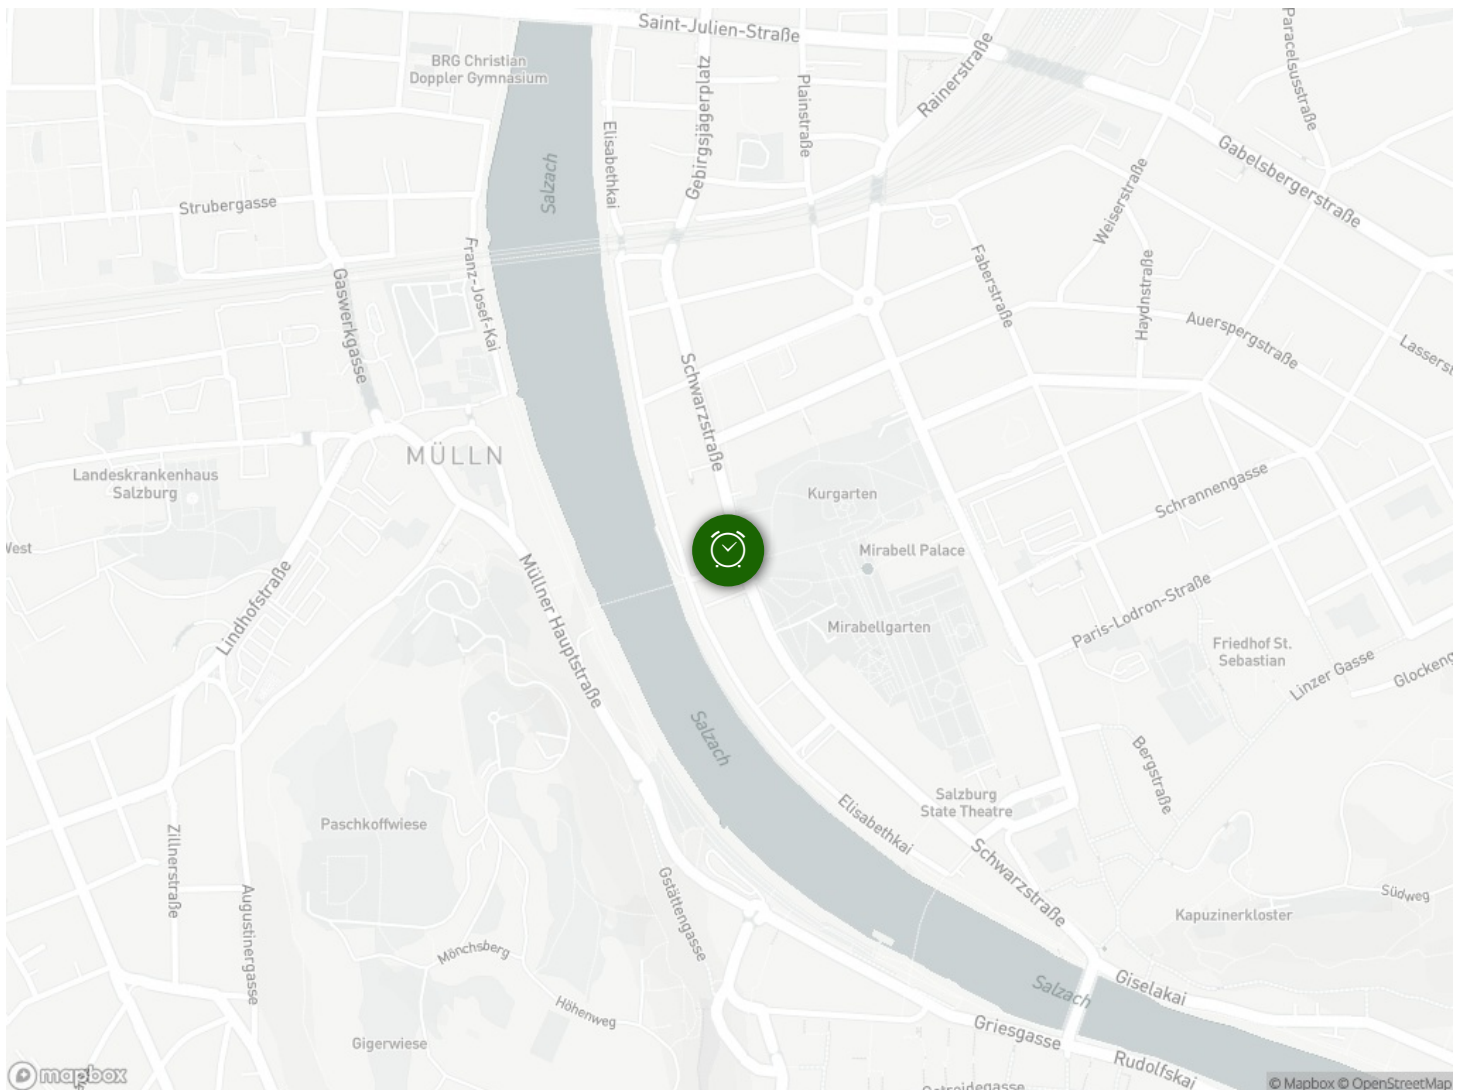 Saint-Julien-Straße
BRG Christian
Doppler Gymnasium
Gebirgsjägerplatz
Plainstraße
Rainerstraße
Paracelsusstraße
Elisabethkai
Salzach
Gabelsbergerstraße
Weiserstraße
Strubergasse
Franz-Josef-Kai
Gaswerkgasse
Faberstraße
Haydnstraße
Auerspergstraße
Schwarzstraße
MÜLLN
Landeskrankenhaus
Salzburg
Kurgarten
Schrannengasse
West
Mirabell Palace
Lindhofstraße
Müllner Hauptstraße
Paris-Lodron-Straße
Mirabellgarten
Friedhof St.
Sebastian
Linzer Gasse
Glockeng
Salzach
Bergstraße
Salzburg
State Theatre
Elisabethkai
Paschkoffwiese
Zillnerstraße
Augustinergasse
Gstättengasse
Schwarzstraße
Südweg
Kapuzinerkloster
Mönchsberg
Höhenweg
Salzach
Giselakai
Griesgasse
Gigerwiese
Rudolfskai
mapbox
© Mapbox © OpenStreetMap